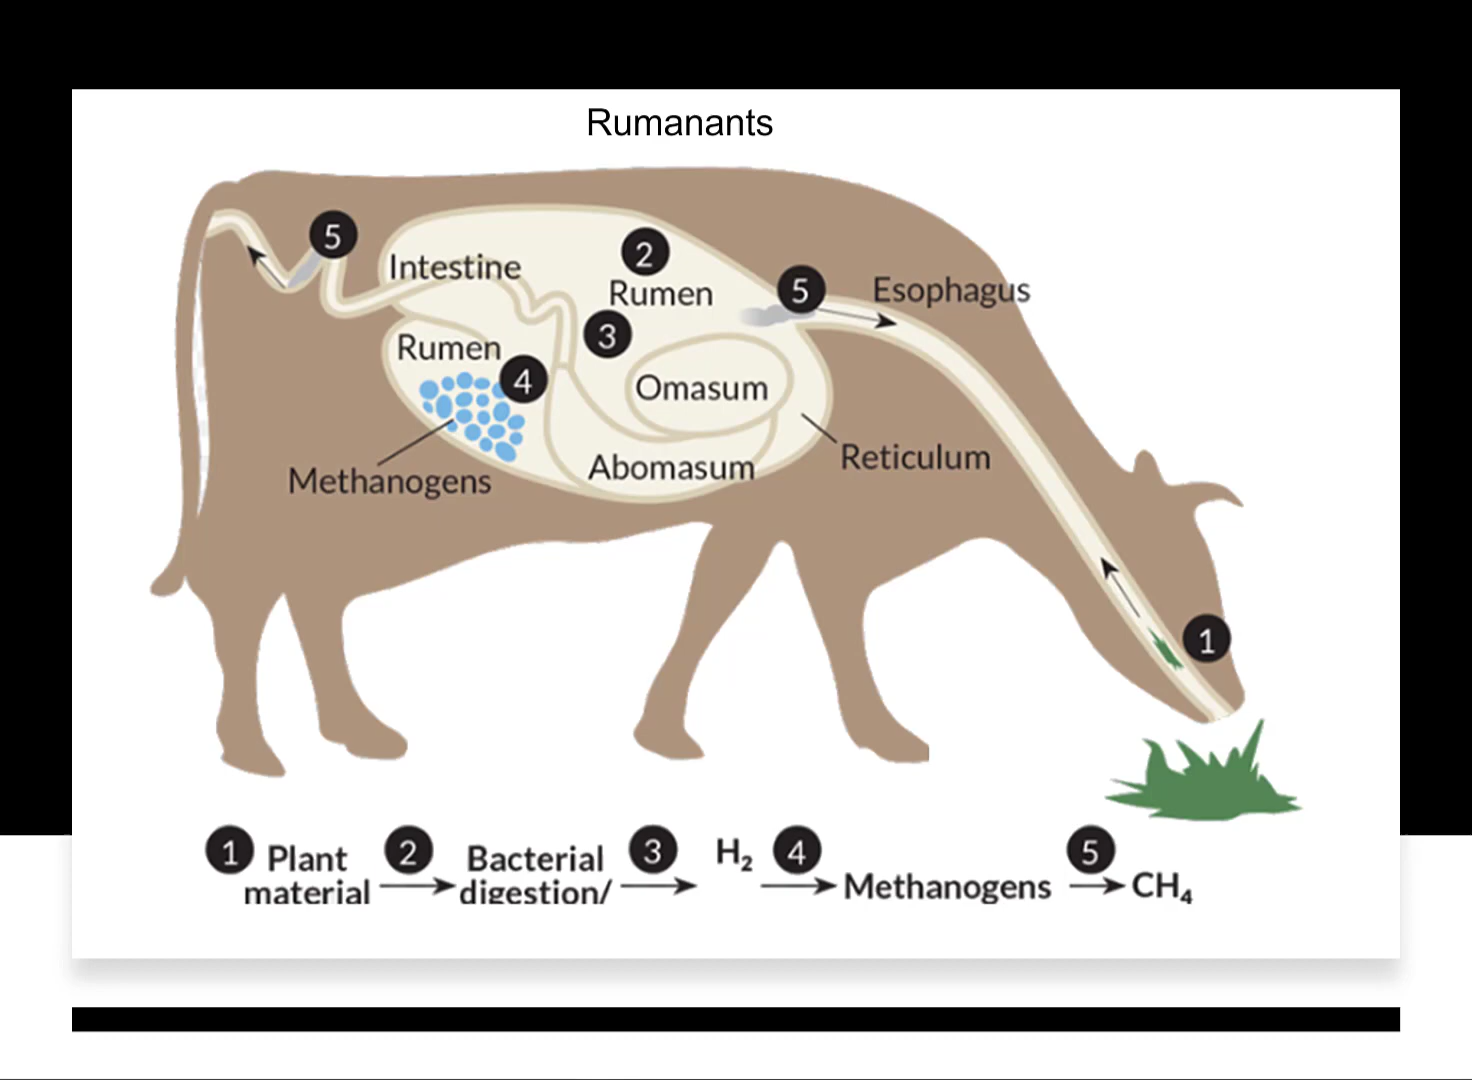 Rumanants
5
2
Intestine
Rumen
5
Esophagus
3
Rumen
4
Omasum
Methanogens
Abomasum
Reticulum
1
1 Plant material 2 Bacterial digestion/ 3 H₂ 4 Methanogens 5 CH₄